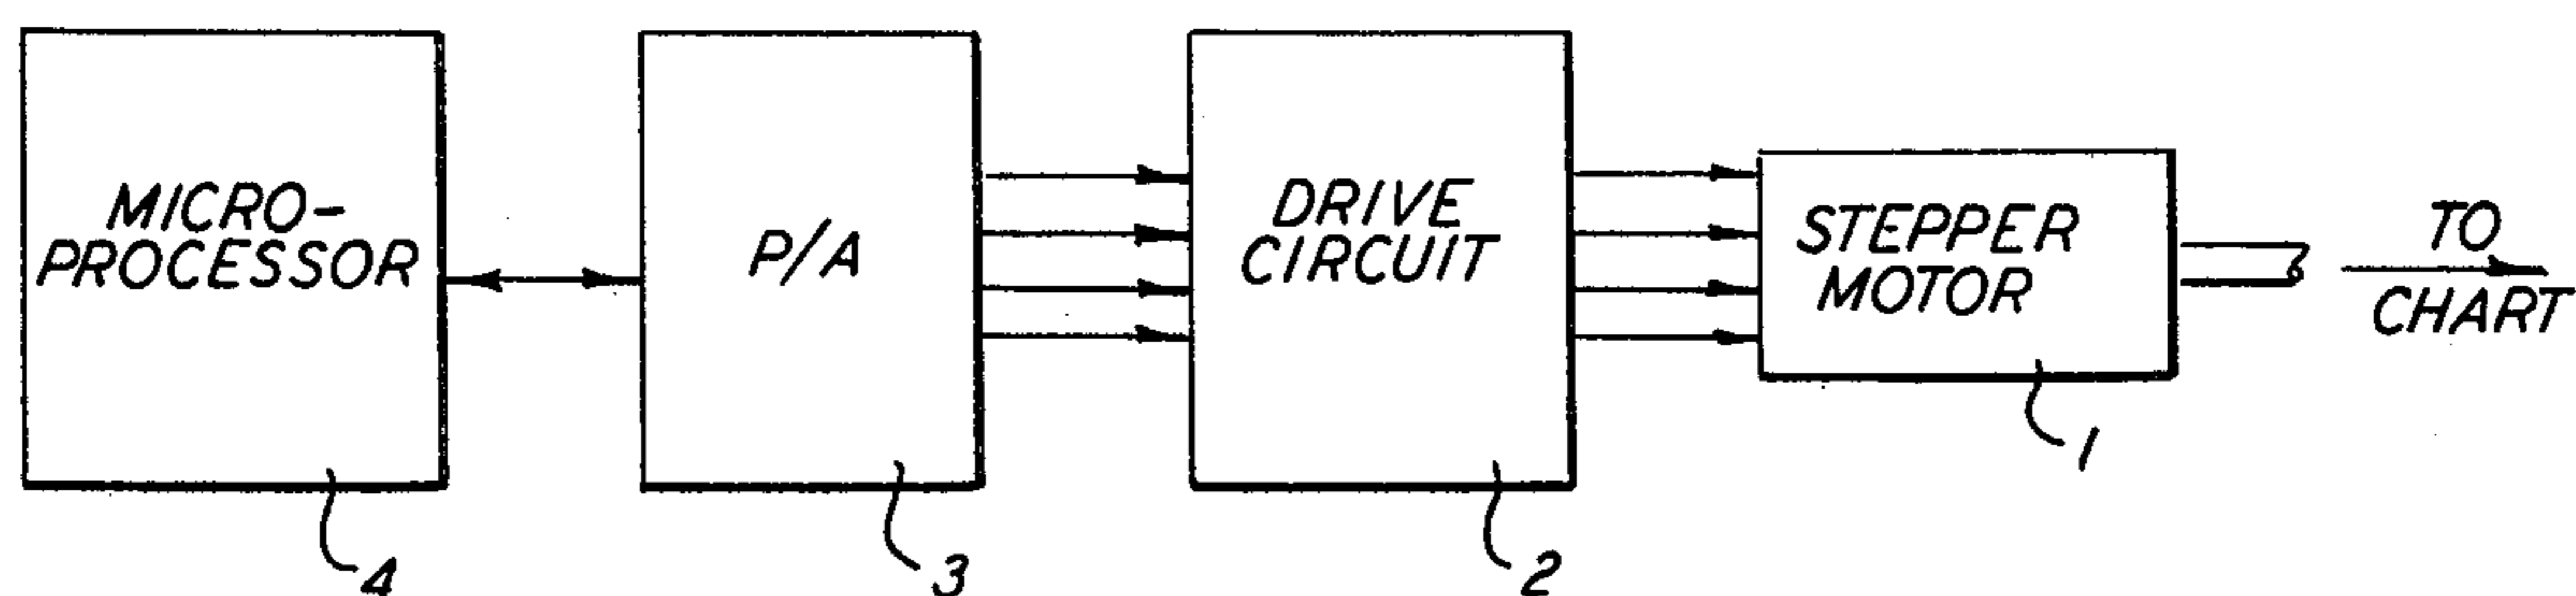 MICRO-
PROCESSOR
P/A
DRIVE
CIRCUIT
STEPPER
MOTOR
TO
CHART
4
3
2
1